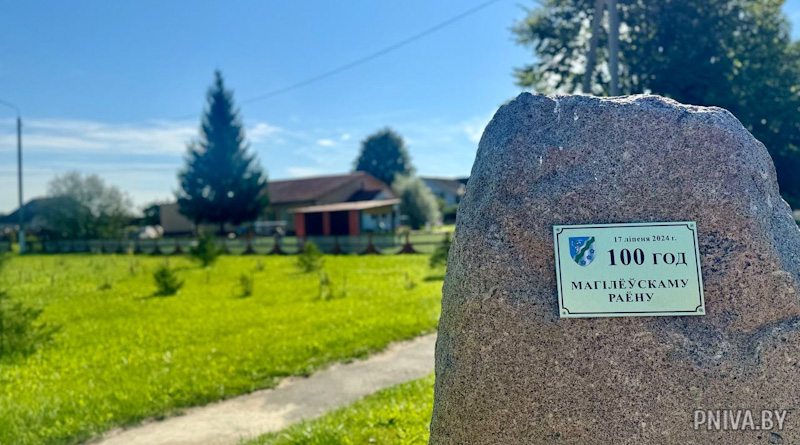 17 ліпеня 2024 г.
100 год
МАГІЛЁЎСКАМУ
РАЁНУ
PNIVA.BY